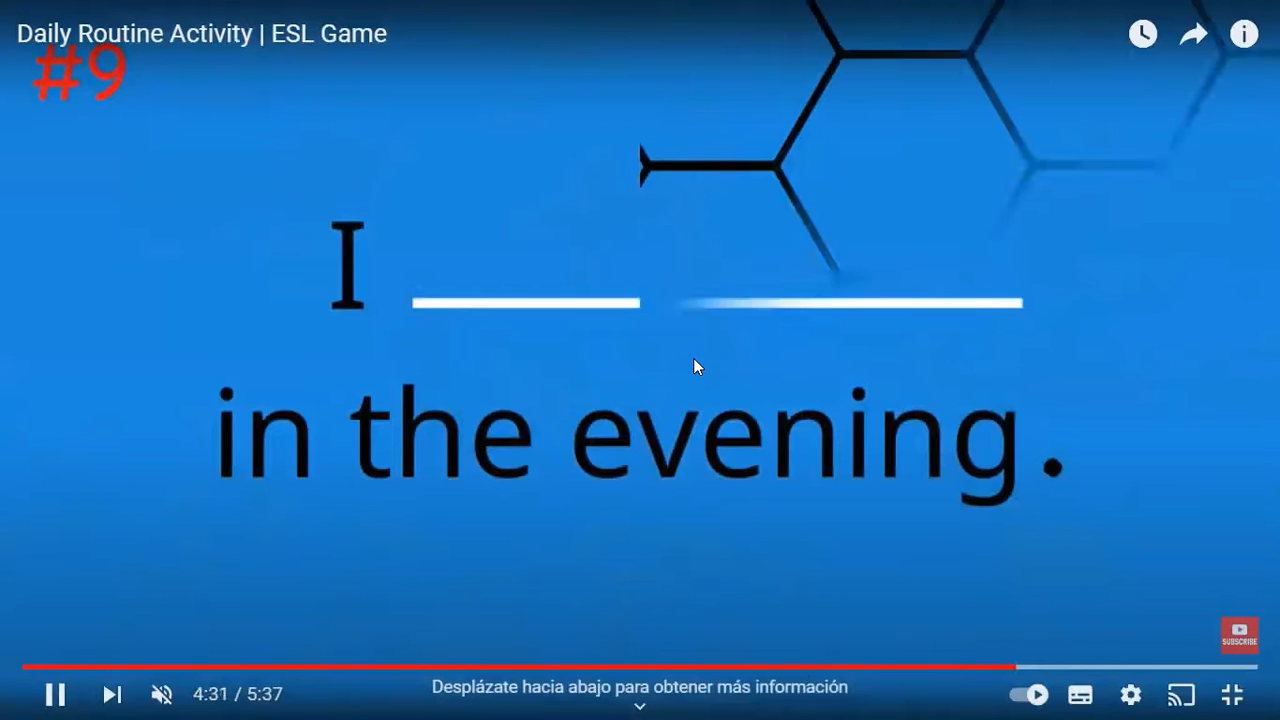 Daily Routine Activity | ESL Game
#9
I
in the evening.
SUBSCRIBE
4:31 / 5:37
Desplázate hacia abajo para obtener más información